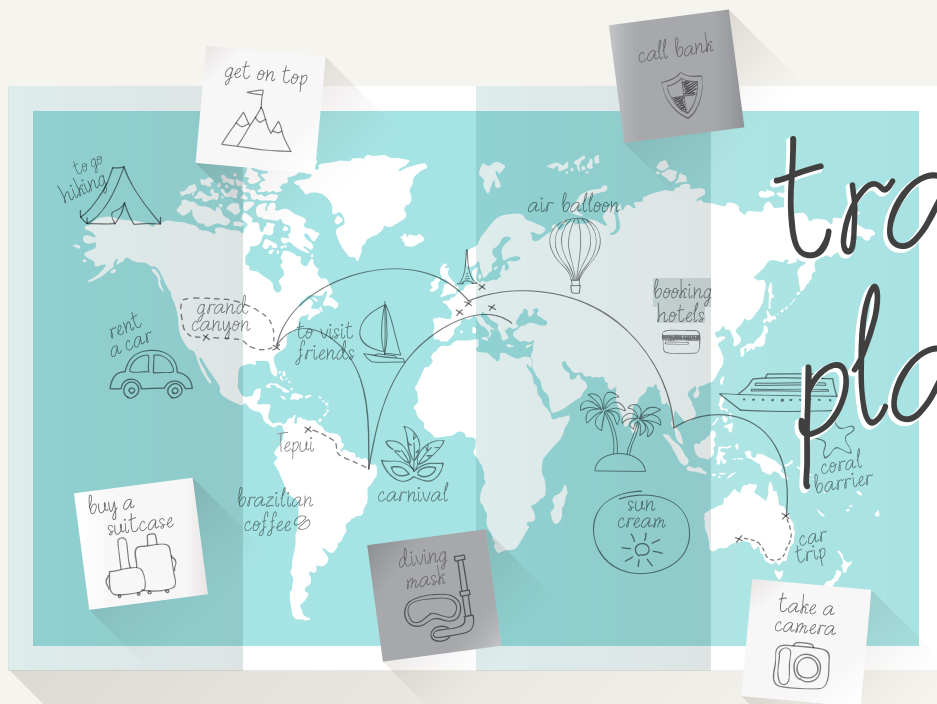 call bank
get on top
to go
hiking
air balloon
grand
canyon
booking
hotels
rent
a car
to visit
friends
Tepui
carnival
coral
barrier
brazilian
coffee
buy a
suitcase
sun
cream
diving
mask
car
trip
take a
camera
tra
pla